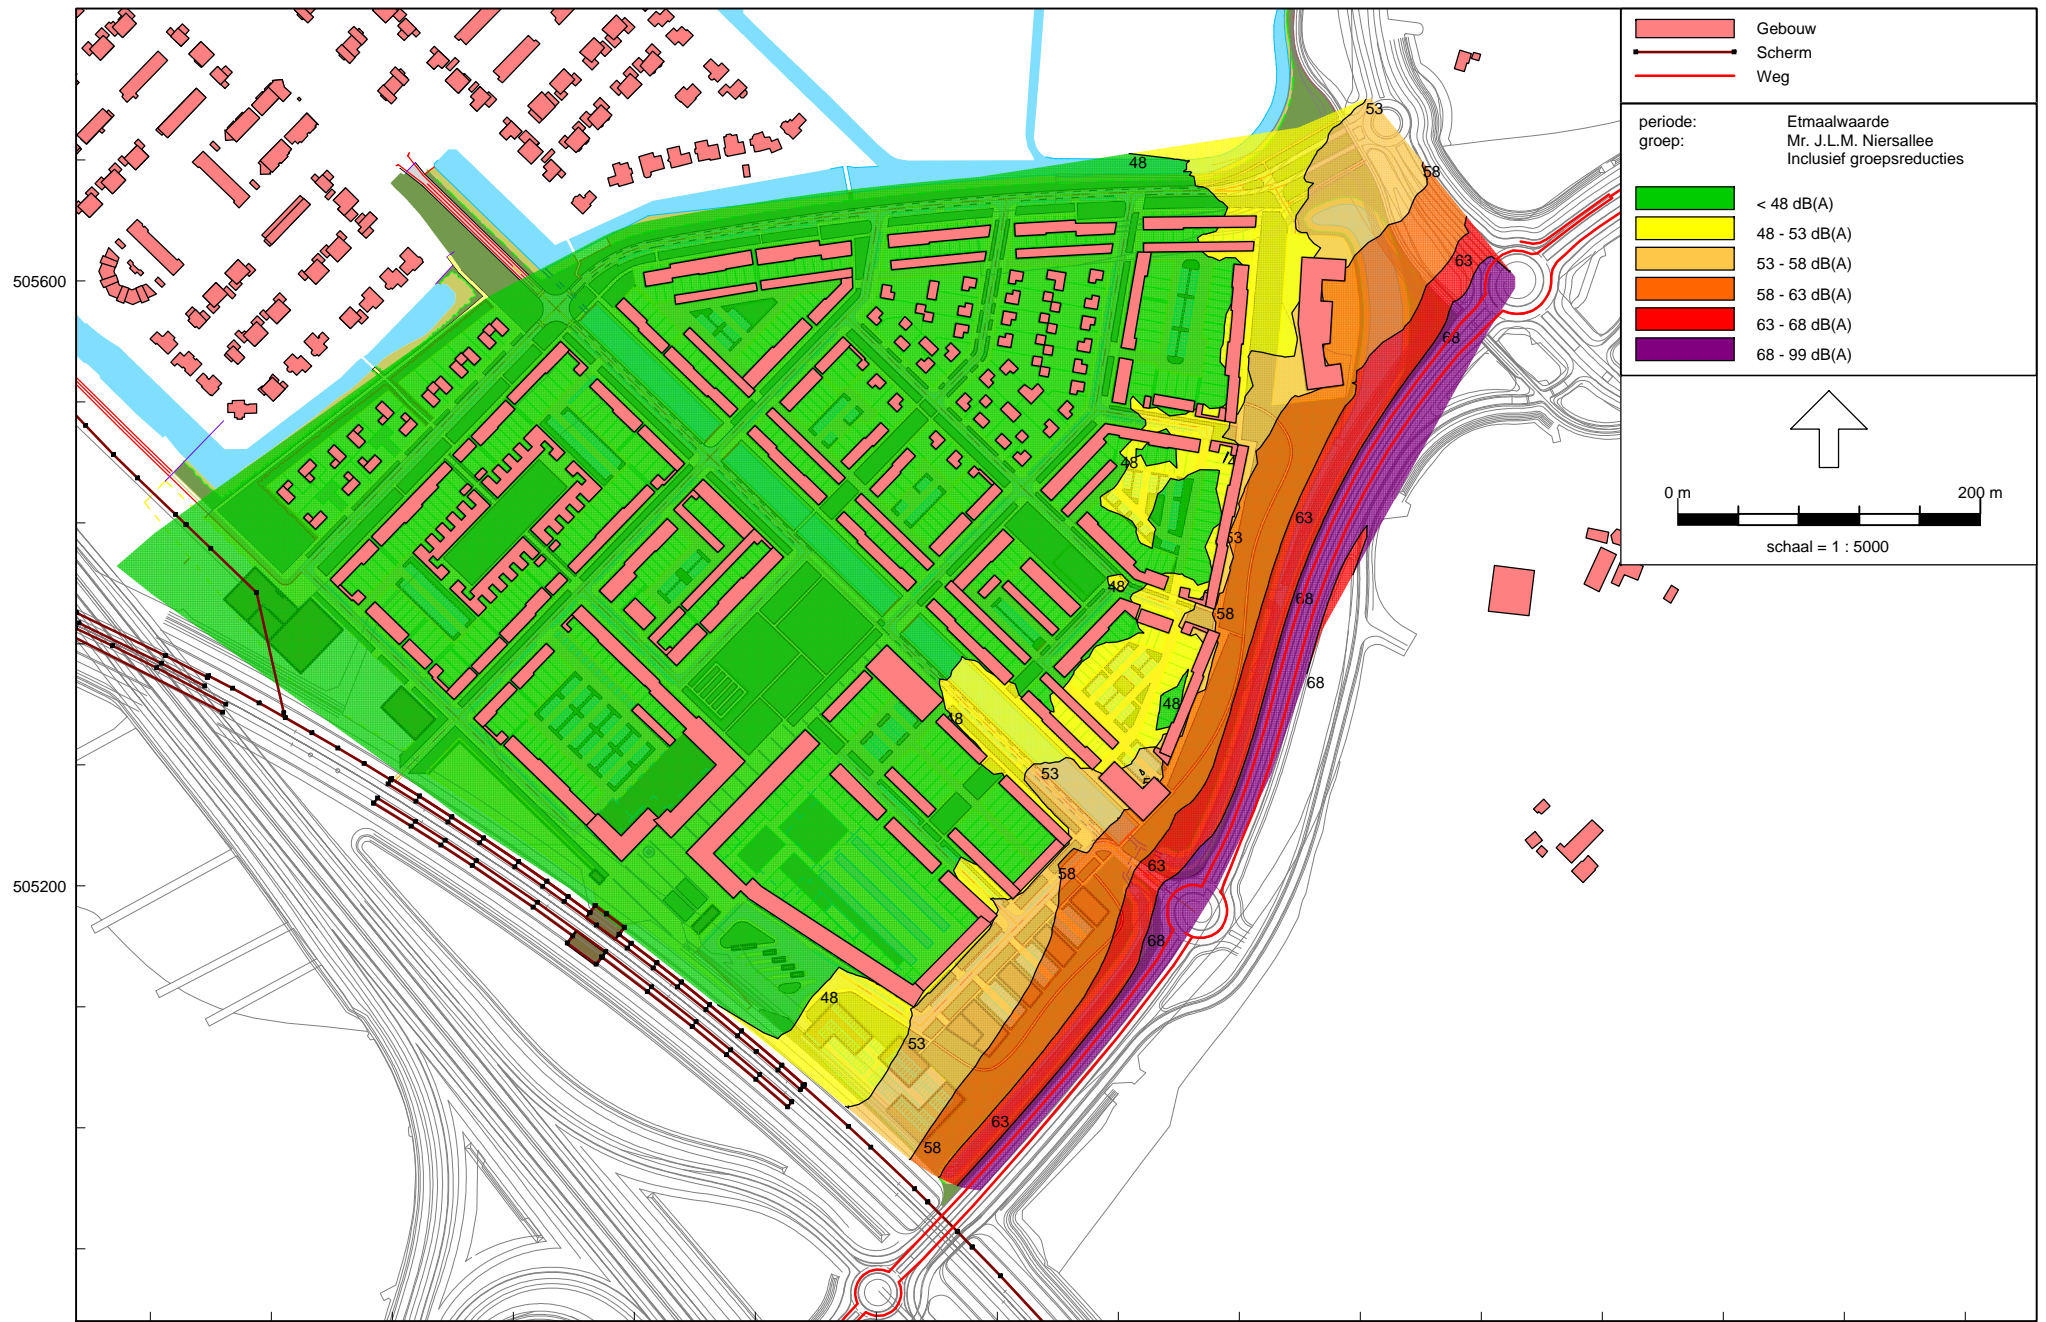 Gebouw
Scherm
Weg
periode: Etmaalwaarde
groep: Mr. J.L.M. Niersallee
Inclusief groepsreducties
< 48 dB(A)
48 - 53 dB(A)
53 - 58 dB(A)
58 - 63 dB(A)
63 - 68 dB(A)
68 - 99 dB(A)
0 m 200 m
schaal = 1 : 5000
53
48
58
63
505600
68
48
63
53
48
68
58
68
48
48
53
63
58
505200
68
48
53
63
58